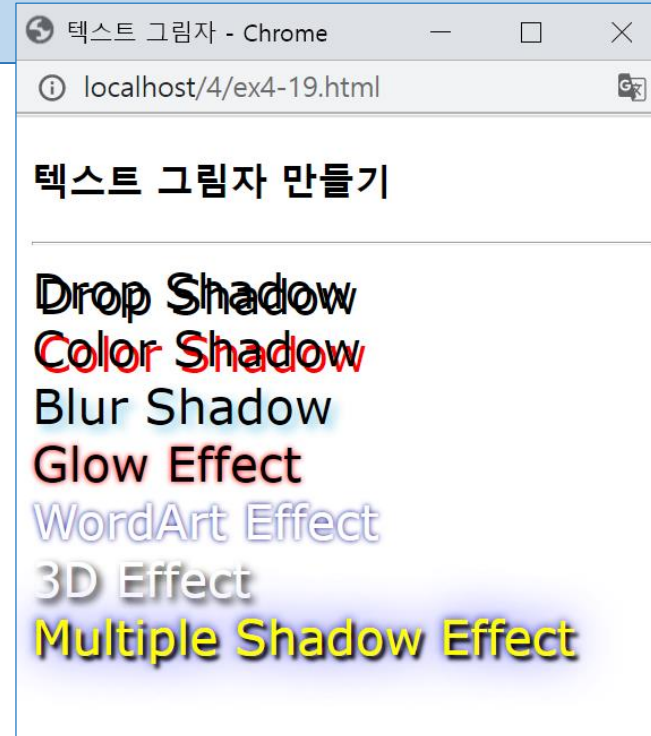 텍스트 그림자 - Chrome
localhost/4/ex4-19.html
텍스트 그림자 만들기
Drop Shadow
Color Shadow
Blur Shadow
Glow Effect
WordArt Effect
3D Effect
Multiple Shadow Effect